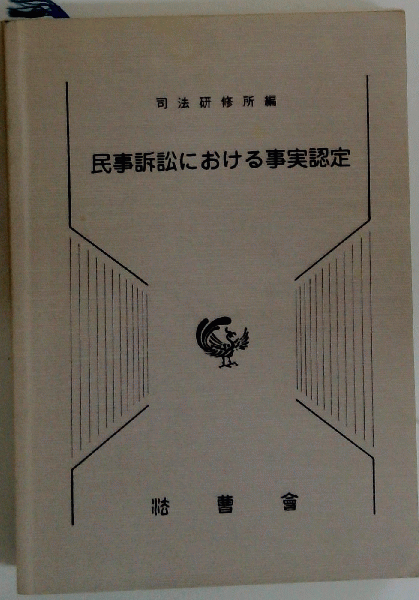 司法研修所編
民事訴訟における事実認定
法曹會